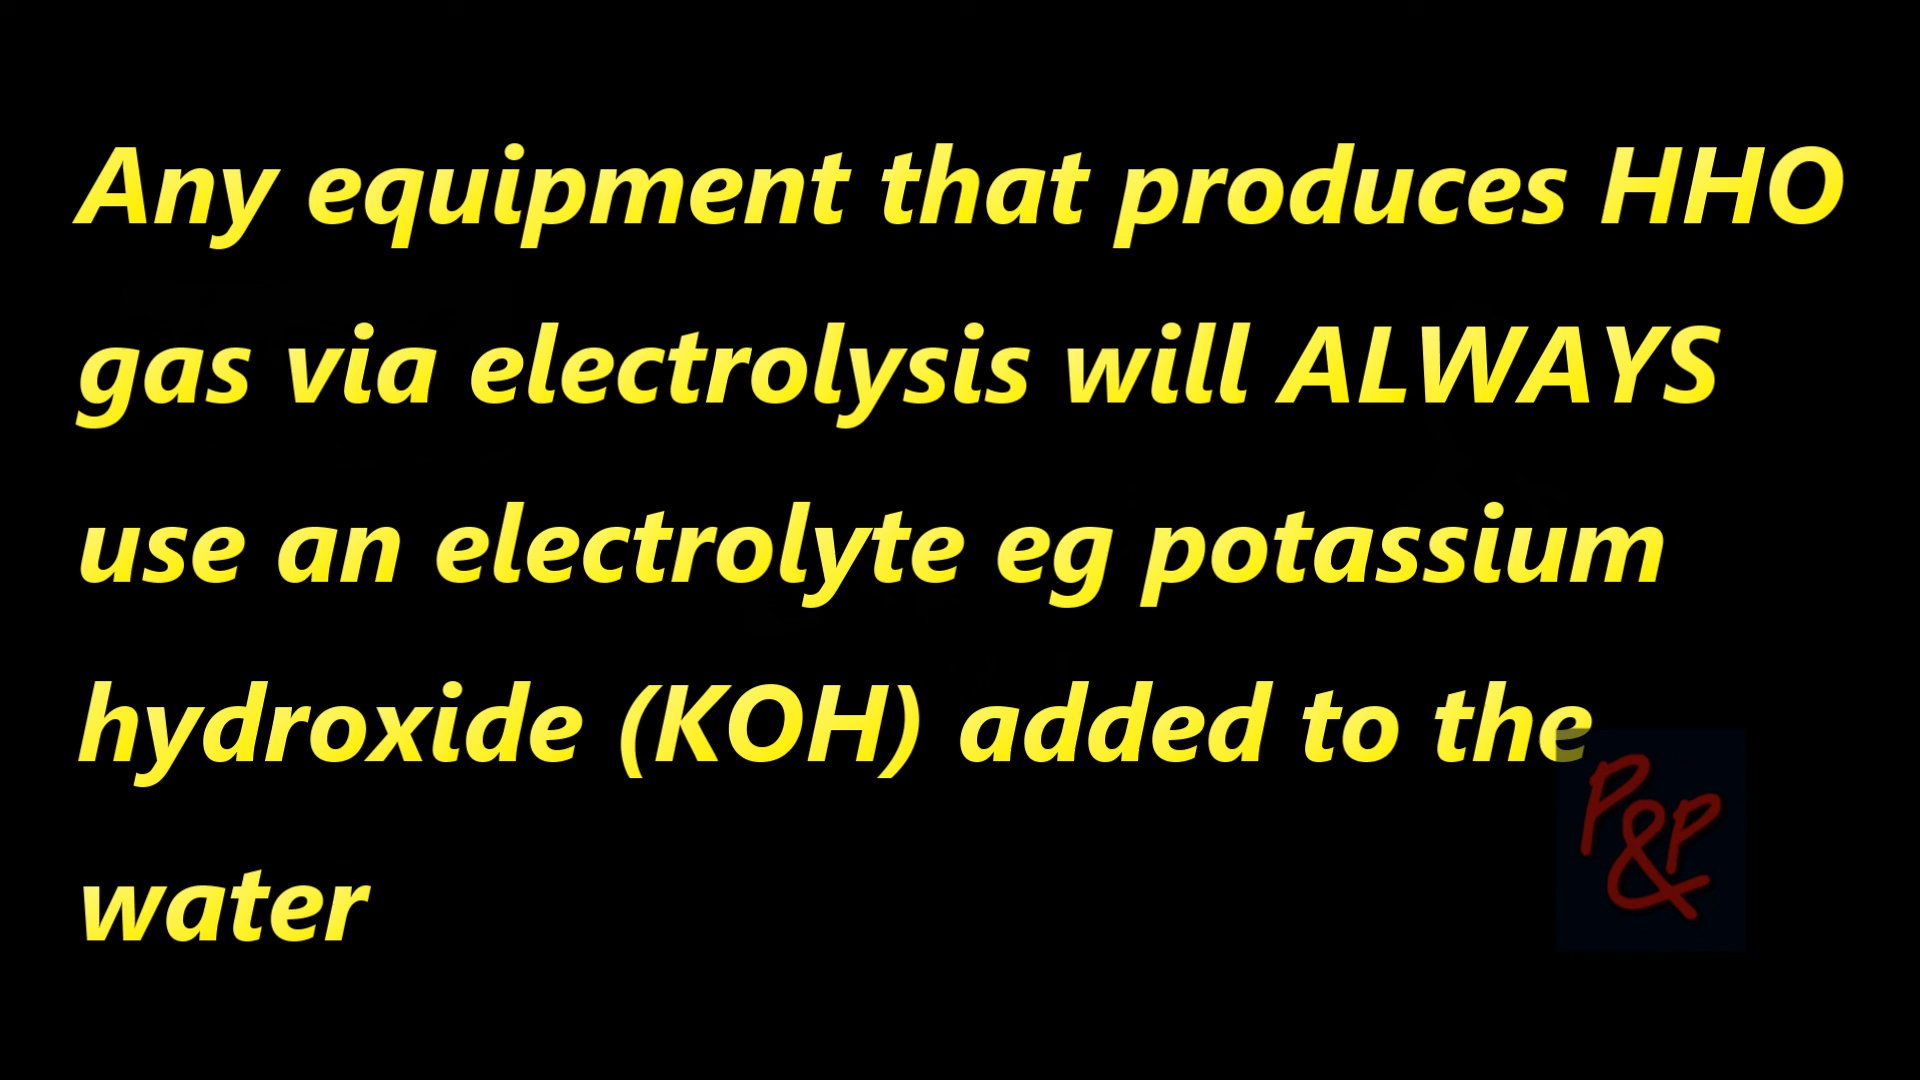 Any equipment that produces HHO
gas via electrolysis will ALWAYS
use an electrolyte eg potassium
hydroxide (KOH) added to the
water
P&P